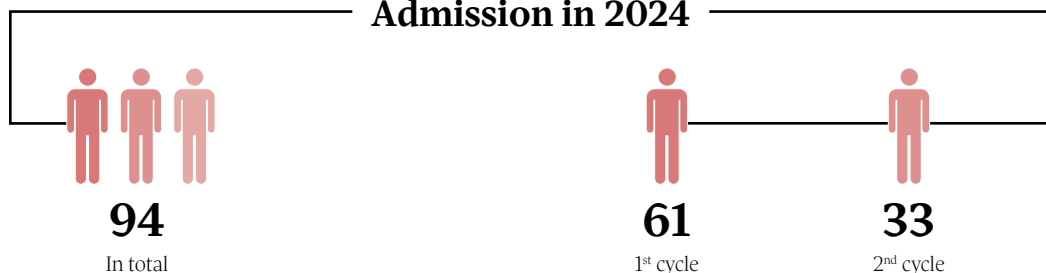 Admission in 2024
94
In total
61
1st cycle
33
2nd cycle